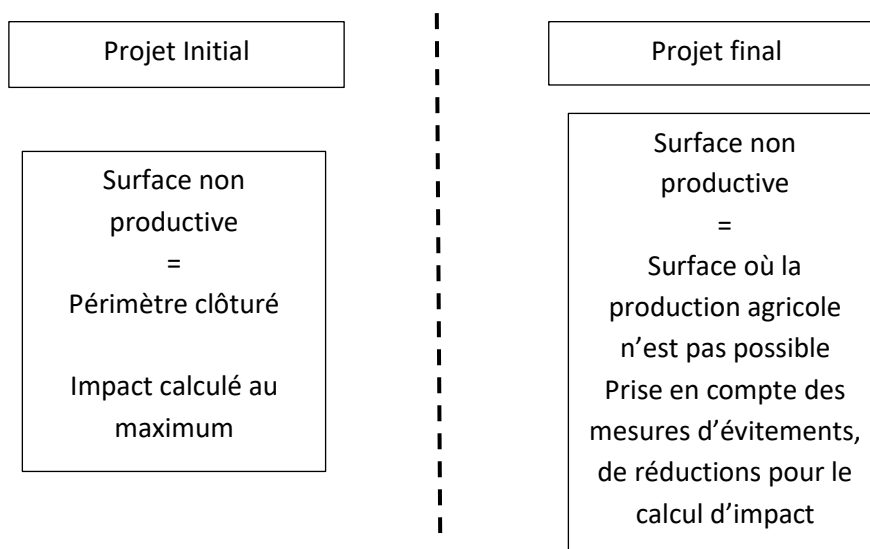 Projet Initial
Surface non
productive
=
Périmètre clôturé
Impact calculé au
maximum
Projet final
Surface non
productive
=
Surface où la
production agricole
n’est pas possible
Prise en compte des
mesures d’évitements,
de réductions pour le
calcul d’impact